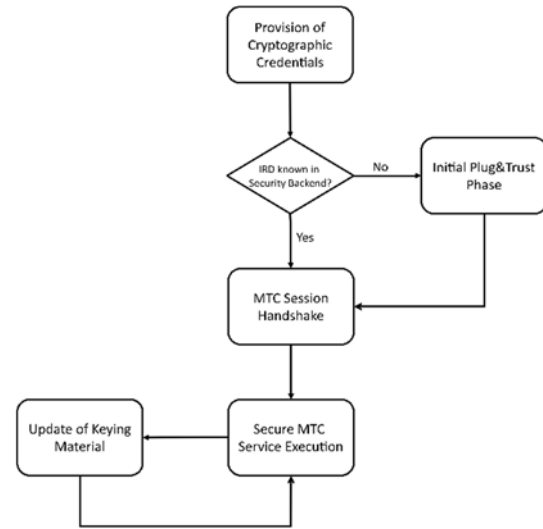 Provision of
Cryptographic
Credentials
IRD known in
Security Backend?
No
Initial Plug&Trust
Phase
Yes
MTC Session
Handshake
Update of Keying
Material
Secure MTC
Service Execution